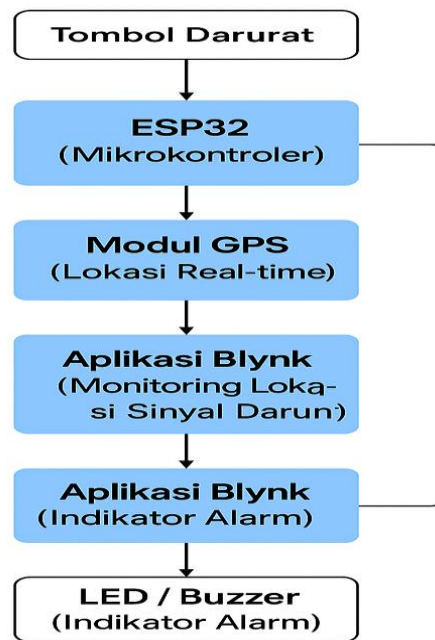 Tombol Darurat
ESP32
(Mikrokontroler)
Modul GPS
(Lokasi Real-time)
Aplikasi Blynk
(Monitoring Loką-
si Sinyal Darun)
Aplikasi Blynk
(Indikator Alarm)
LED / Buzzer
(Indikator Alarm)